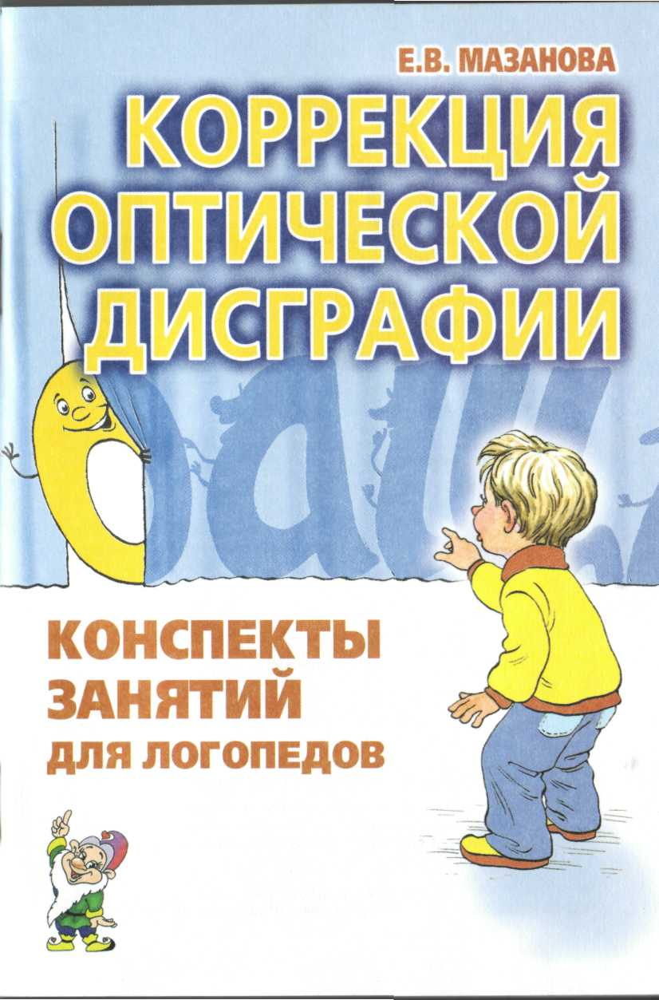 Е.В. МАЗАНОВА
КОРРЕКЦИЯ
ОПТИЧЕСКОЙ
ДИСГРАФИИ
КОНСПЕКТЫ
ЗАНЯТИЙ
ДЛЯ ЛОГОПЕДОВ